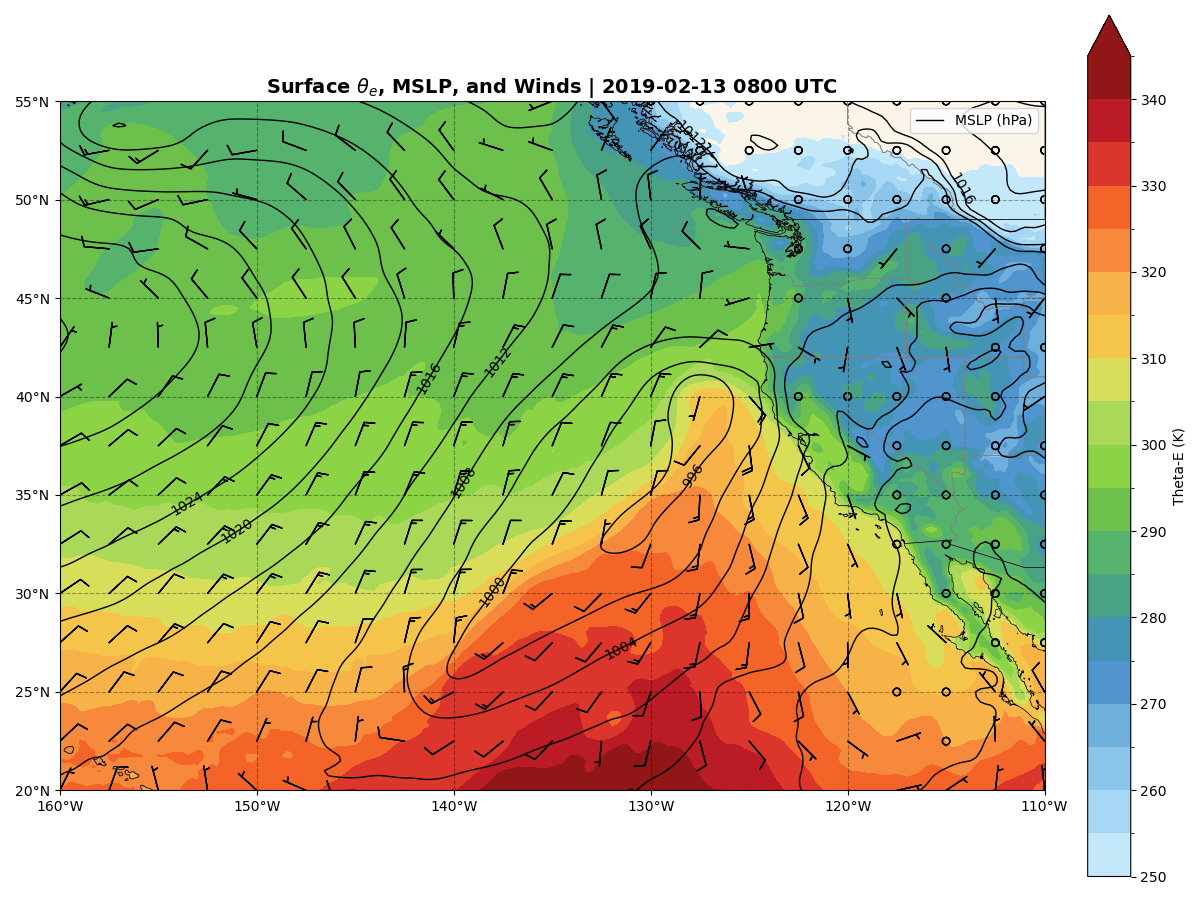 Surface θe, MSLP, and Winds | 2019-02-13 0800 UTC
MSLP (hPa)
55°N
50°N
45°N
40°N
35°N
30°N
25°N
20°N
160°W
150°W
140°W
130°W
120°W
110°W
1012
1016
1016
1012
1008
996
1024
1020
1000
1004
340
330
320
310
300
290
280
270
260
250
Theta-E (K)